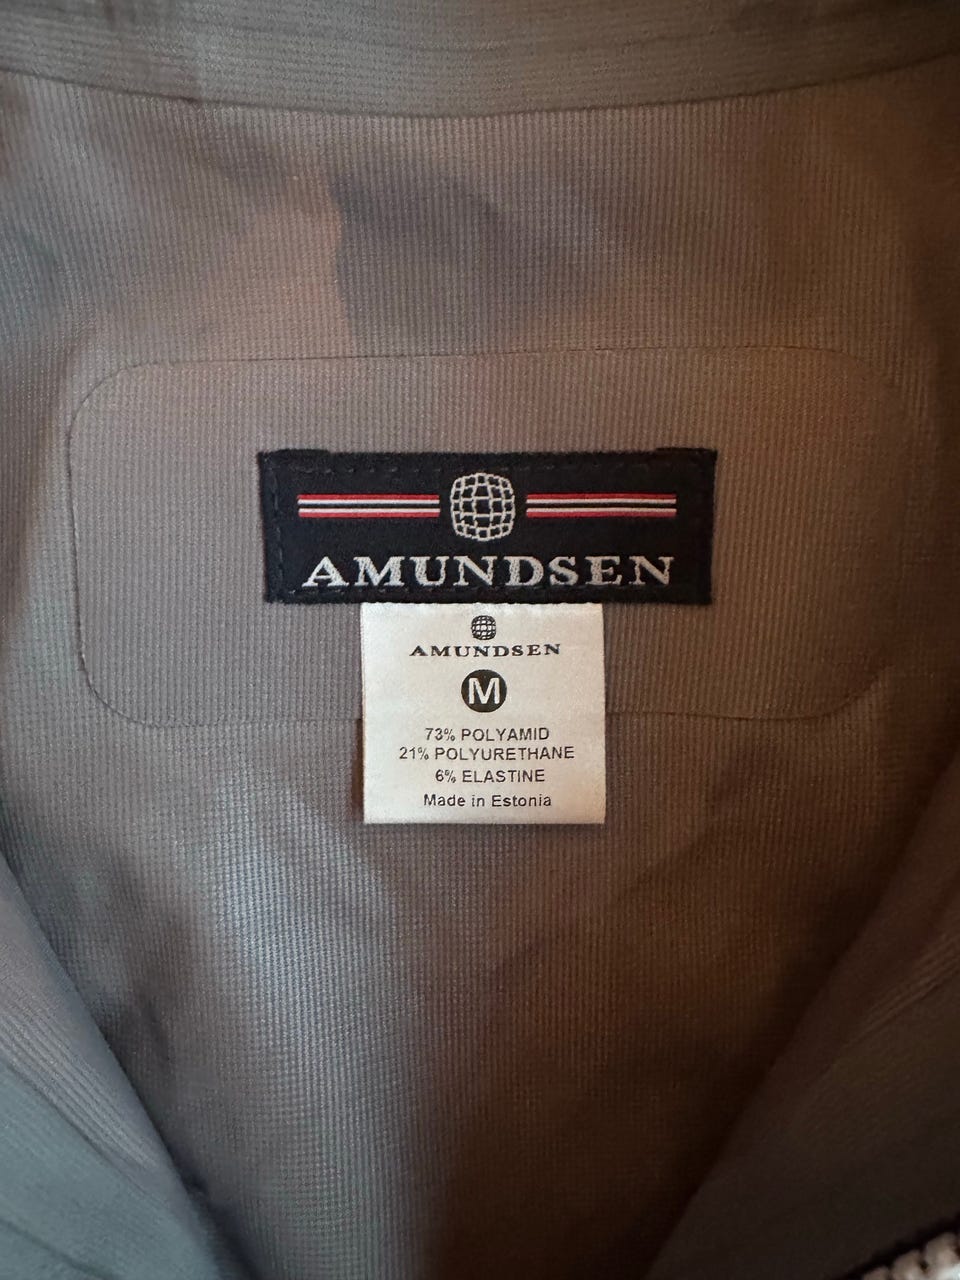 AMUNDSEN
AMUNDSEN
M
73% POLYAMID
21% POLYURETHANE
6% ELASTINE
Made in Estonia